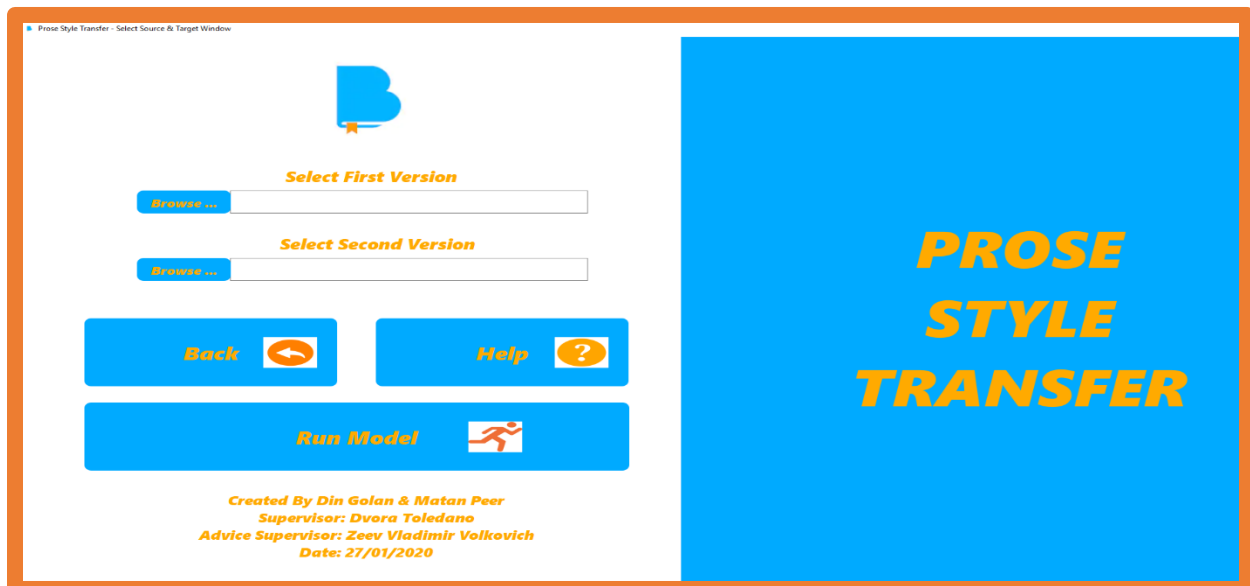 Prose Style Transfer - Select Source & Target Window
Select First Version
Browse ...
Select Second Version
Browse ...
Back
Help
?
Run Model
Created By Din Golan & Matan Peer
Supervisor: Dvora Toledano
Advice Supervisor: Zeev Vladimir Volkovich
Date: 27/01/2020
PROSE
STYLE
TRANSFER